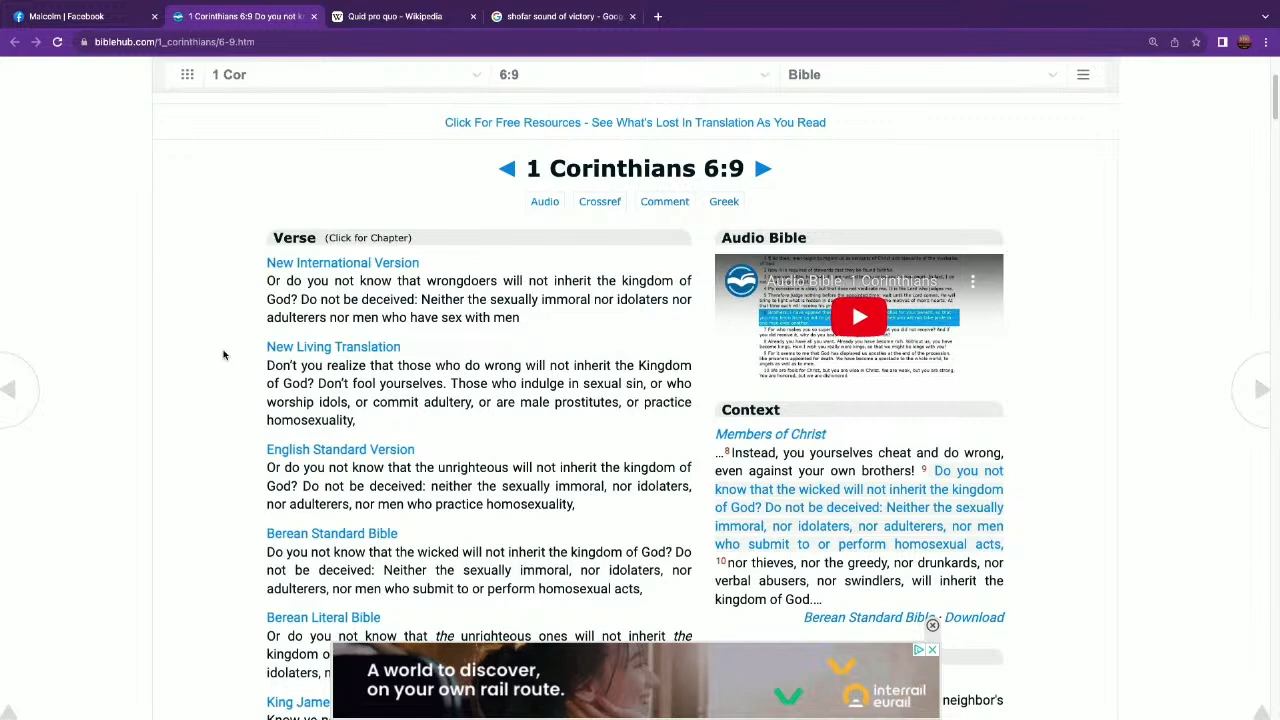 Malcolm | Facebook
1 Corinthians 6:9 Do you not k
Quid pro quo - Wikipedia
shofar sound of victory - Goog
biblehub.com/1_corinthians/6-9.htm
1 Cor
6:9
Bible
Click For Free Resources - See What's Lost In Translation As You Read
1 Corinthians 6:9
Audio Crossref Comment Greek
Verse (Click for Chapter)
New International Version
Or do you not know that wrongdoers will not inherit the kingdom of
God? Do not be deceived: Neither the sexually immoral nor idolaters nor
adulterers nor men who have sex with men
New Living Translation
Don’t you realize that those who do wrong will not inherit the Kingdom
of God? Don’t fool yourselves. Those who indulge in sexual sin, or who
worship idols, or commit adultery, or are male prostitutes, or practice
homosexuality,
English Standard Version
Or do you not know that the unrighteous will not inherit the kingdom of
God? Do not be deceived: neither the sexually immoral, nor idolaters,
nor adulterers, nor men who practice homosexuality,
Berean Standard Bible
Do you not know that the wicked will not inherit the kingdom of God? Do
not be deceived: Neither the sexually immoral, nor idolaters, nor
adulterers, nor men who submit to or perform homosexual acts,
Berean Literal Bible
Or do you not know that the unrighteous ones will not inherit the
kingdom o
idolaters, n
King Jame
Audio Bible
Audio Bible: 1 Corinthians
Context
Members of Christ
…8Instead, you yourselves cheat and do wrong,
even against your own brothers! 9 Do you not
know that the wicked will not inherit the kingdom
of God? Do not be deceived: Neither the sexually
immoral, nor idolaters, nor adulterers, nor men
who submit to or perform homosexual acts,
10nor thieves, nor the greedy, nor drunkards, nor
verbal abusers, nor swindlers, will inherit the
kingdom of God.…
Berean Standard Bible · Download
neighbor's
A world to discover,
on your own rail route.
interrail
eurail